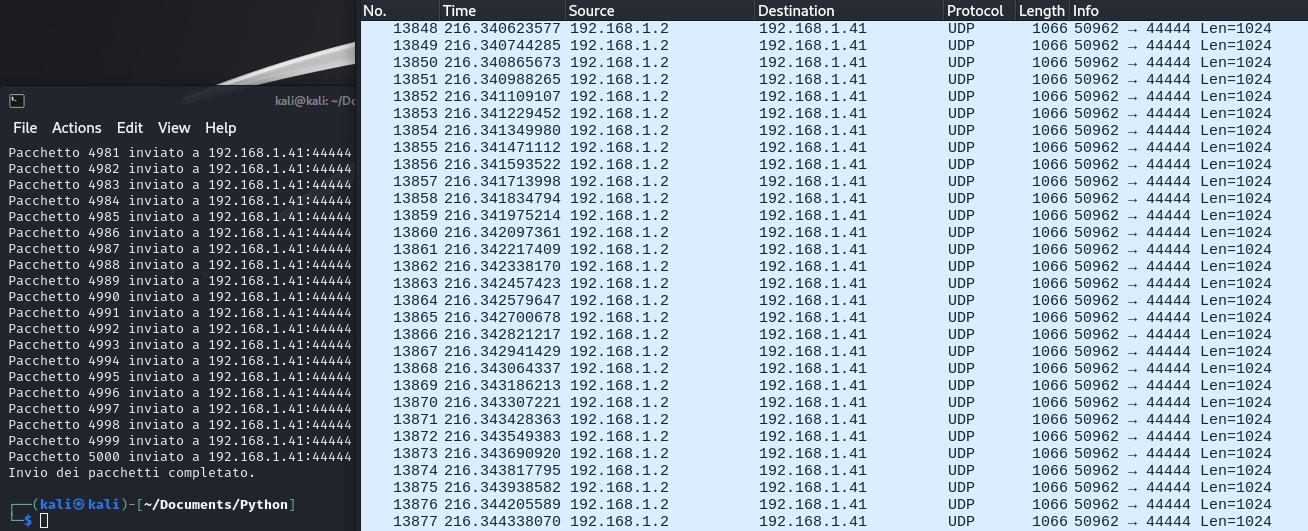 kali@kali: ~/Do
File Actions Edit View Help
Pacchetto 4981 inviato a 192.168.1.41:44444
Pacchetto 4982 inviato a 192.168.1.41:44444
Pacchetto 4983 inviato a 192.168.1.41:44444
Pacchetto 4984 inviato a 192.168.1.41:44444
Pacchetto 4985 inviato a 192.168.1.41:44444
Pacchetto 4986 inviato a 192.168.1.41:44444
Pacchetto 4987 inviato a 192.168.1.41:44444
Pacchetto 4988 inviato a 192.168.1.41:44444
Pacchetto 4989 inviato a 192.168.1.41:44444
Pacchetto 4990 inviato a 192.168.1.41:44444
Pacchetto 4991 inviato a 192.168.1.41:44444
Pacchetto 4992 inviato a 192.168.1.41:44444
Pacchetto 4993 inviato a 192.168.1.41:44444
Pacchetto 4994 inviato a 192.168.1.41:44444
Pacchetto 4995 inviato a 192.168.1.41:44444
Pacchetto 4996 inviato a 192.168.1.41:44444
Pacchetto 4997 inviato a 192.168.1.41:44444
Pacchetto 4998 inviato a 192.168.1.41:44444
Pacchetto 4999 inviato a 192.168.1.41:44444
Pacchetto 5000 inviato a 192.168.1.41:44444
Invio dei pacchetti completato.
┌──(kali㉿kali)-[~/Documents/Python]
└─$
No. Time Source Destination Protocol Length Info
13848 216.340623577 192.168.1.2 192.168.1.41 UDP 1066 50962 → 44444 Len=1024
13849 216.340744285 192.168.1.2 192.168.1.41 UDP 1066 50962 → 44444 Len=1024
13850 216.340865673 192.168.1.2 192.168.1.41 UDP 1066 50962 → 44444 Len=1024
13851 216.340988265 192.168.1.2 192.168.1.41 UDP 1066 50962 → 44444 Len=1024
13852 216.341109107 192.168.1.2 192.168.1.41 UDP 1066 50962 → 44444 Len=1024
13853 216.341229452 192.168.1.2 192.168.1.41 UDP 1066 50962 → 44444 Len=1024
13854 216.341349980 192.168.1.2 192.168.1.41 UDP 1066 50962 → 44444 Len=1024
13855 216.341471112 192.168.1.2 192.168.1.41 UDP 1066 50962 → 44444 Len=1024
13856 216.341593522 192.168.1.2 192.168.1.41 UDP 1066 50962 → 44444 Len=1024
13857 216.341713998 192.168.1.2 192.168.1.41 UDP 1066 50962 → 44444 Len=1024
13858 216.341834794 192.168.1.2 192.168.1.41 UDP 1066 50962 → 44444 Len=1024
13859 216.341975214 192.168.1.2 192.168.1.41 UDP 1066 50962 → 44444 Len=1024
13860 216.342097361 192.168.1.2 192.168.1.41 UDP 1066 50962 → 44444 Len=1024
13861 216.342217409 192.168.1.2 192.168.1.41 UDP 1066 50962 → 44444 Len=1024
13862 216.342338170 192.168.1.2 192.168.1.41 UDP 1066 50962 → 44444 Len=1024
13863 216.342457423 192.168.1.2 192.168.1.41 UDP 1066 50962 → 44444 Len=1024
13864 216.342579647 192.168.1.2 192.168.1.41 UDP 1066 50962 → 44444 Len=1024
13865 216.342700678 192.168.1.2 192.168.1.41 UDP 1066 50962 → 44444 Len=1024
13866 216.342821217 192.168.1.2 192.168.1.41 UDP 1066 50962 → 44444 Len=1024
13867 216.342941429 192.168.1.2 192.168.1.41 UDP 1066 50962 → 44444 Len=1024
13868 216.343064337 192.168.1.2 192.168.1.41 UDP 1066 50962 → 44444 Len=1024
13869 216.343186213 192.168.1.2 192.168.1.41 UDP 1066 50962 → 44444 Len=1024
13870 216.343307221 192.168.1.2 192.168.1.41 UDP 1066 50962 → 44444 Len=1024
13871 216.343428363 192.168.1.2 192.168.1.41 UDP 1066 50962 → 44444 Len=1024
13872 216.343549383 192.168.1.2 192.168.1.41 UDP 1066 50962 → 44444 Len=1024
13873 216.343690920 192.168.1.2 192.168.1.41 UDP 1066 50962 → 44444 Len=1024
13874 216.343817795 192.168.1.2 192.168.1.41 UDP 1066 50962 → 44444 Len=1024
13875 216.343938582 192.168.1.2 192.168.1.41 UDP 1066 50962 → 44444 Len=1024
13876 216.344205589 192.168.1.2 192.168.1.41 UDP 1066 50962 → 44444 Len=1024
13877 216.344338070 192.168.1.2 192.168.1.41 UDP 1066 50962 → 44444 Len=1024